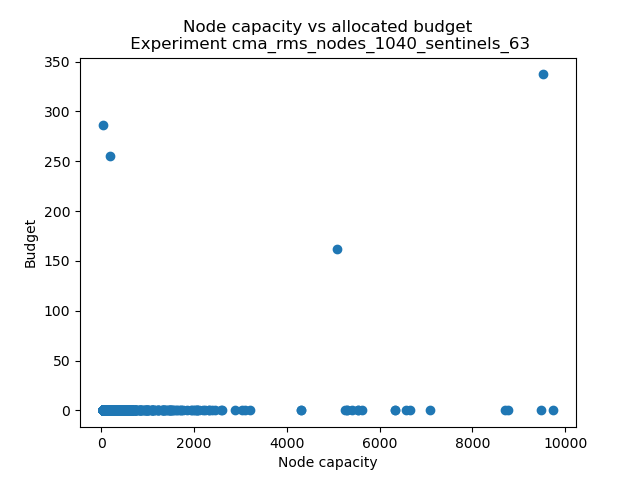 Node capacity vs allocated budget
Experiment cma_rms_nodes_1040_sentinels_63
350
300
250
200
150
100
50
0
Budget
0 2000 4000 6000 8000 10000
Node capacity